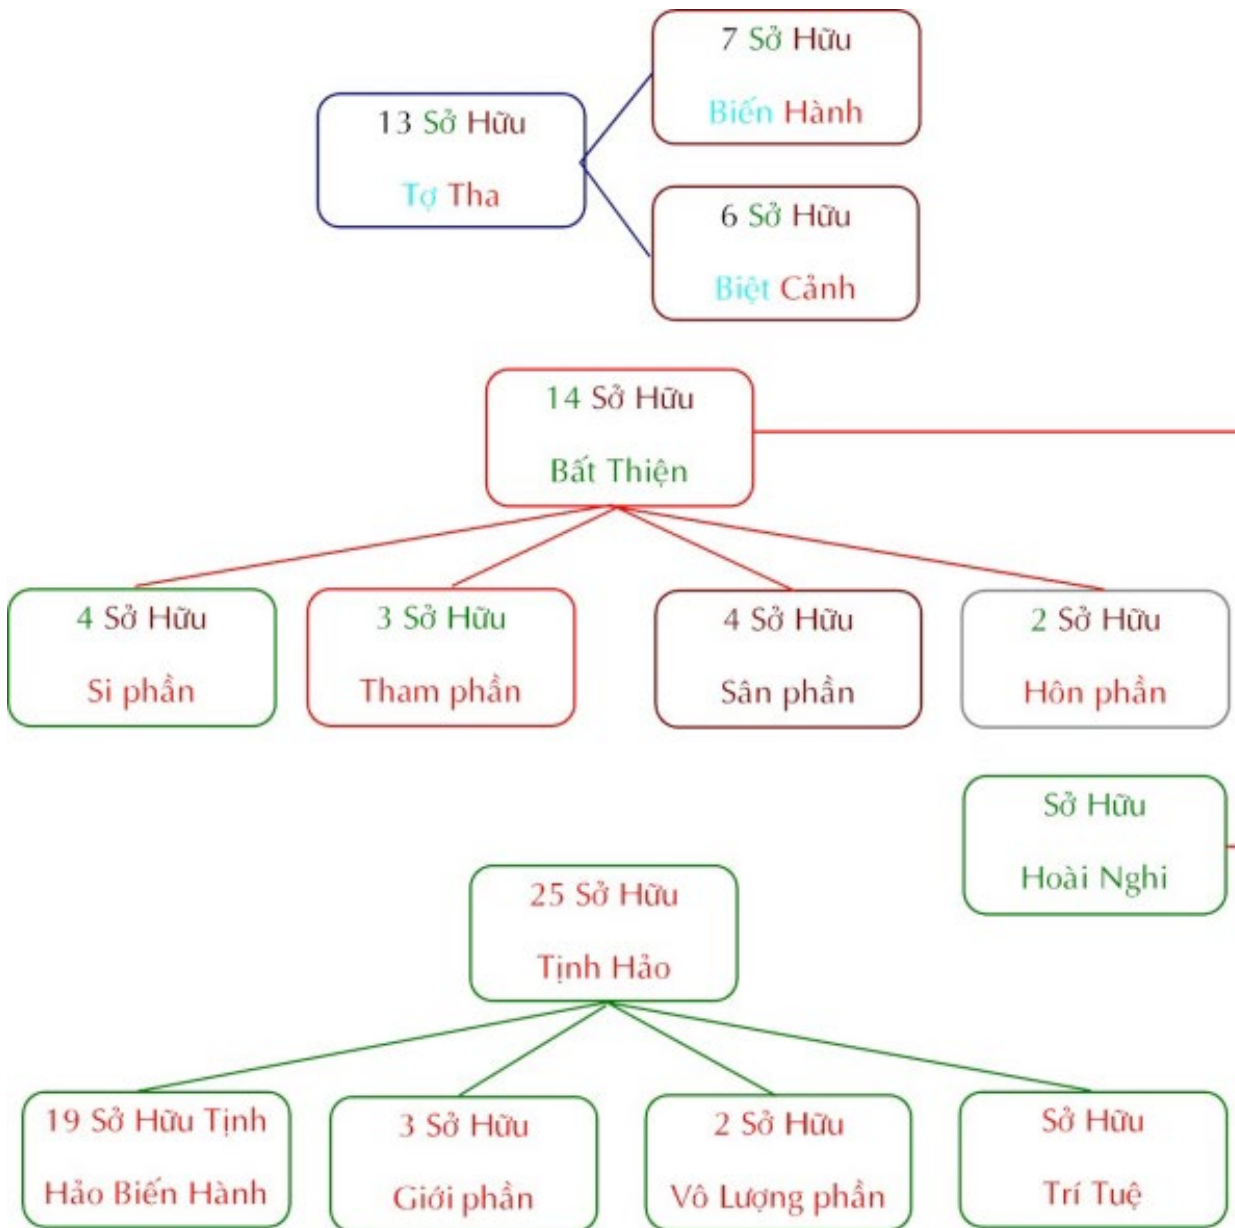 7 Sở Hữu
Biến Hành
13 Sở Hữu
Tợ Tha
6 Sở Hữu
Biệt Cảnh
14 Sở Hữu
Bất Thiện
4 Sở Hữu
Si phần
3 Sở Hữu
Tham phần
4 Sở Hữu
Sân phần
2 Sở Hữu
Hôn phần
Sở Hữu
Hoài Nghi
25 Sở Hữu
Tịnh Hảo
19 Sở Hữu Tịnh
Hảo Biến Hành
3 Sở Hữu
Giới phần
2 Sở Hữu
Vô Lượng phần
Sở Hữu
Trí Tuệ